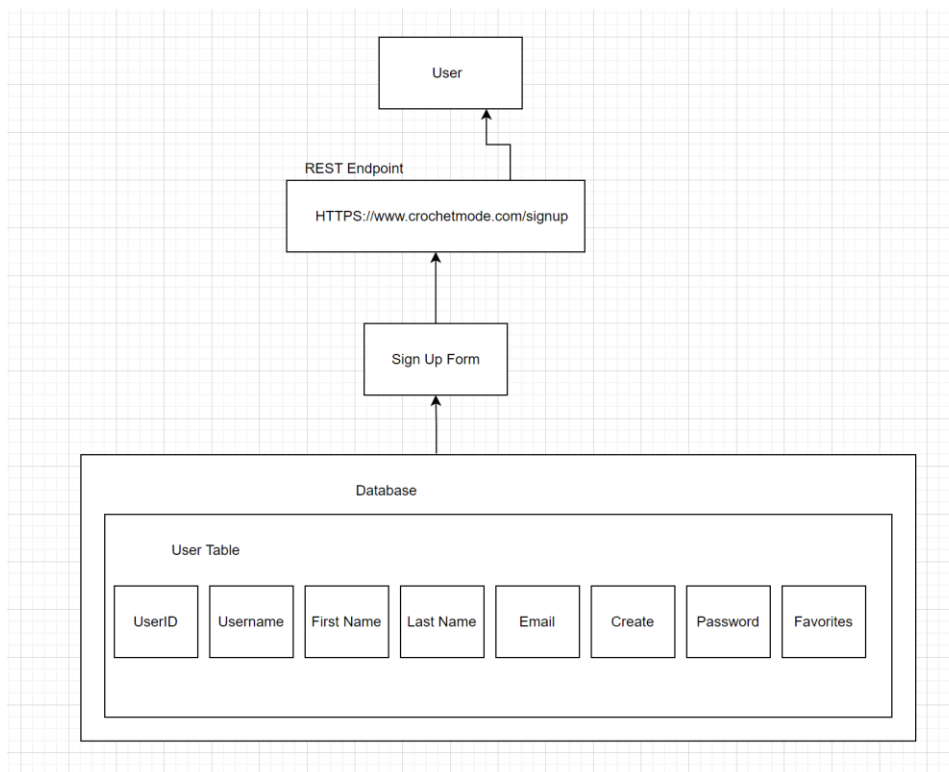 User
REST Endpoint
HTTPS://www.crochetmode.com/signup
Sign Up Form
Database
User Table
UserID
Username
First Name
Last Name
Email
Create
Password
Favorites